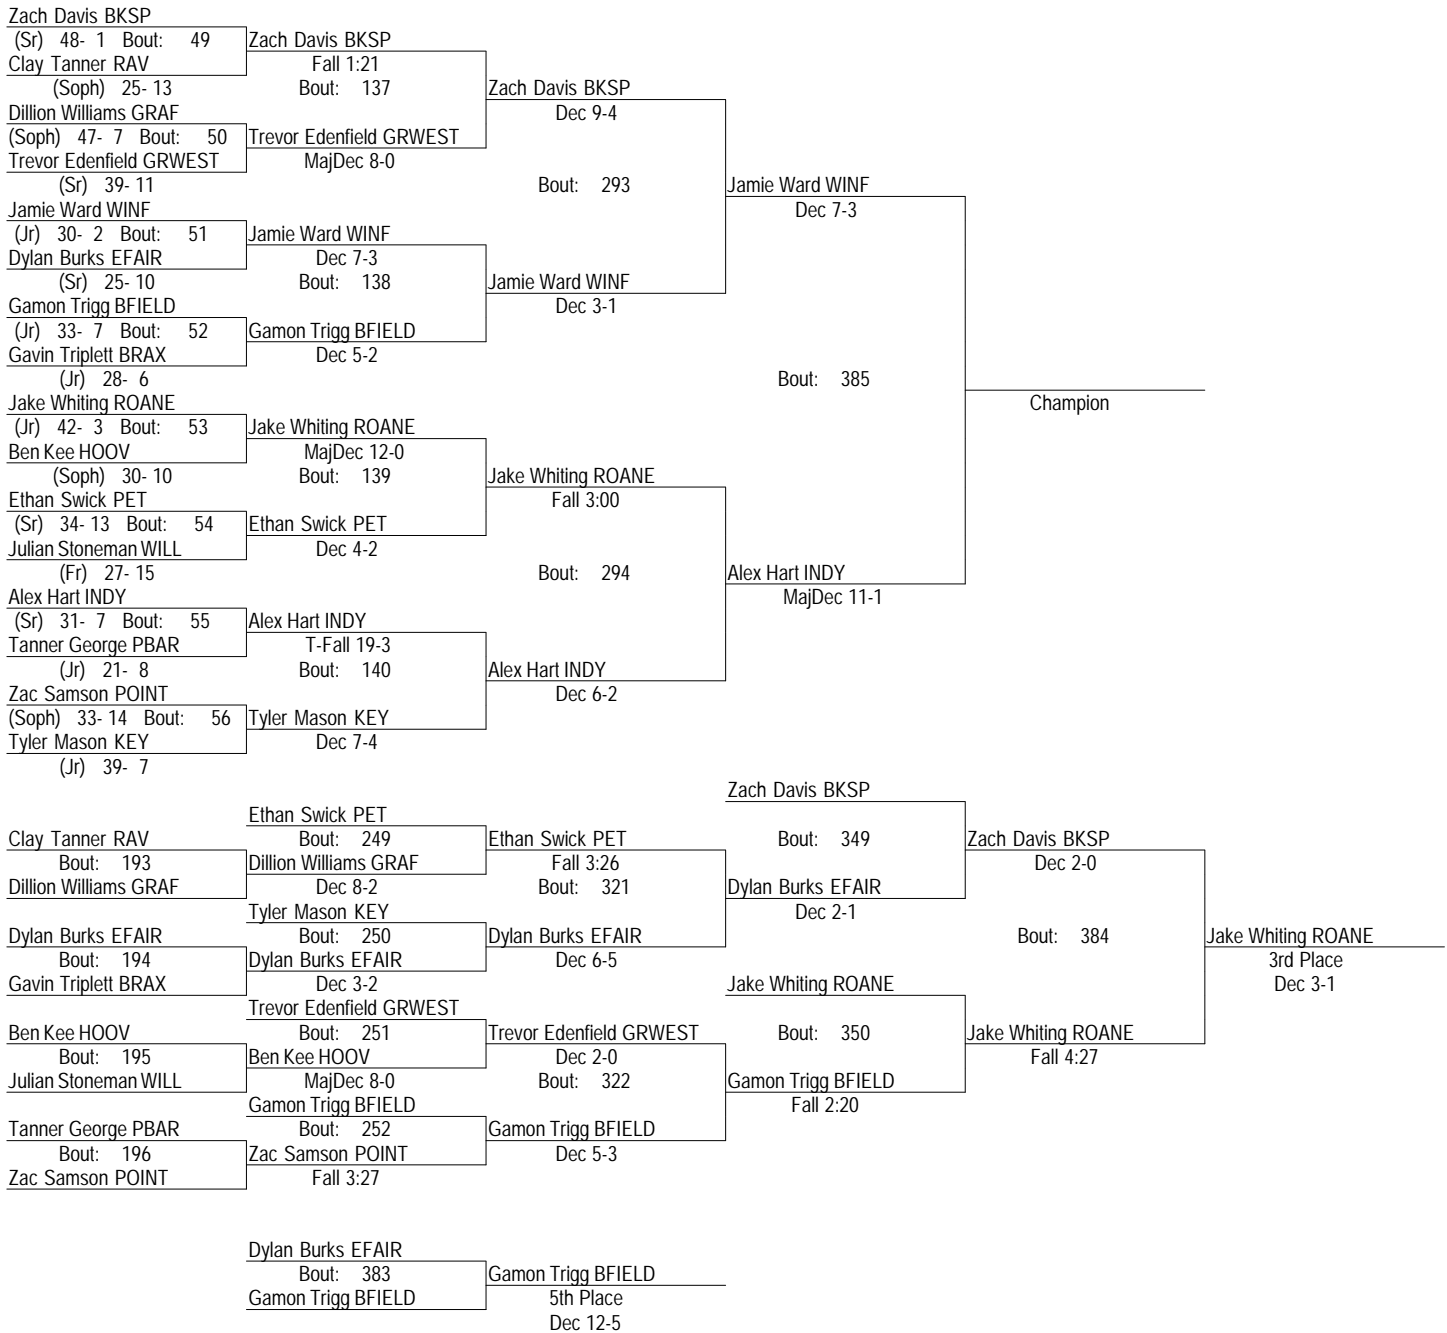 Zach Davis BKSP
(Sr) 48- 1 Bout: 49 Zach Davis BKSP
Clay Tanner RAV Fall 1:21
(Soph) 25- 13 Bout: 137 Zach Davis BKSP
Dillion Williams GRAF Dec 9-4
(Soph) 47- 7 Bout: 50 Trevor Edenfield GRWEST
Trevor Edenfield GRWEST MajDec 8-0
(Sr) 39- 11 Bout: 293 Jamie Ward WINF
Jamie Ward WINF Dec 7-3
(Jr) 30- 2 Bout: 51 Jamie Ward WINF
Dylan Burks EFAIR Dec 7-3
(Sr) 25- 10 Bout: 138 Jamie Ward WINF
Gamon Trigg BFIELD Dec 3-1
(Jr) 33- 7 Bout: 52 Gamon Trigg BFIELD
Gavin Triplett BRAX Dec 5-2
(Jr) 28- 6 Bout: 385
Jake Whiting ROANE Champion
(Jr) 42- 3 Bout: 53 Jake Whiting ROANE
Ben Kee HOOV MajDec 12-0
(Soph) 30- 10 Bout: 139 Jake Whiting ROANE
Ethan Swick PET Fall 3:00
(Sr) 34- 13 Bout: 54 Ethan Swick PET
Julian Stoneman WILL Dec 4-2
(Fr) 27- 15 Bout: 294 Alex Hart INDY
Alex Hart INDY MajDec 11-1
(Sr) 31- 7 Bout: 55 Alex Hart INDY
Tanner George PBAR T-Fall 19-3
(Jr) 21- 8 Bout: 140 Alex Hart INDY
Zac Samson POINT Dec 6-2
(Soph) 33- 14 Bout: 56 Tyler Mason KEY
Tyler Mason KEY Dec 7-4
(Jr) 39- 7
Zach Davis BKSP
Ethan Swick PET
Clay Tanner RAV Bout: 249 Ethan Swick PET Bout: 349 Zach Davis BKSP
Bout: 193 Dillion Williams GRAF Fall 3:26 Dec 2-0
Dillion Williams GRAF Dec 8-2 Bout: 321 Dylan Burks EFAIR
Tyler Mason KEY Dec 2-1
Dylan Burks EFAIR Bout: 250 Dylan Burks EFAIR Bout: 384 Jake Whiting ROANE
Bout: 194 Dylan Burks EFAIR Dec 6-5 3rd Place
Gavin Triplett BRAX Dec 3-2 Jake Whiting ROANE Dec 3-1
Trevor Edenfield GRWEST
Ben Kee HOOV Bout: 251 Trevor Edenfield GRWEST Bout: 350 Jake Whiting ROANE
Bout: 195 Ben Kee HOOV Dec 2-0 Fall 4:27
Julian Stoneman WILL MajDec 8-0 Bout: 322 Gamon Trigg BFIELD
Gamon Trigg BFIELD Fall 2:20
Tanner George PBAR Bout: 252 Gamon Trigg BFIELD
Bout: 196 Zac Samson POINT Dec 5-3
Zac Samson POINT Fall 3:27
Dylan Burks EFAIR
Bout: 383 Gamon Trigg BFIELD
Gamon Trigg BFIELD 5th Place
Dec 12-5